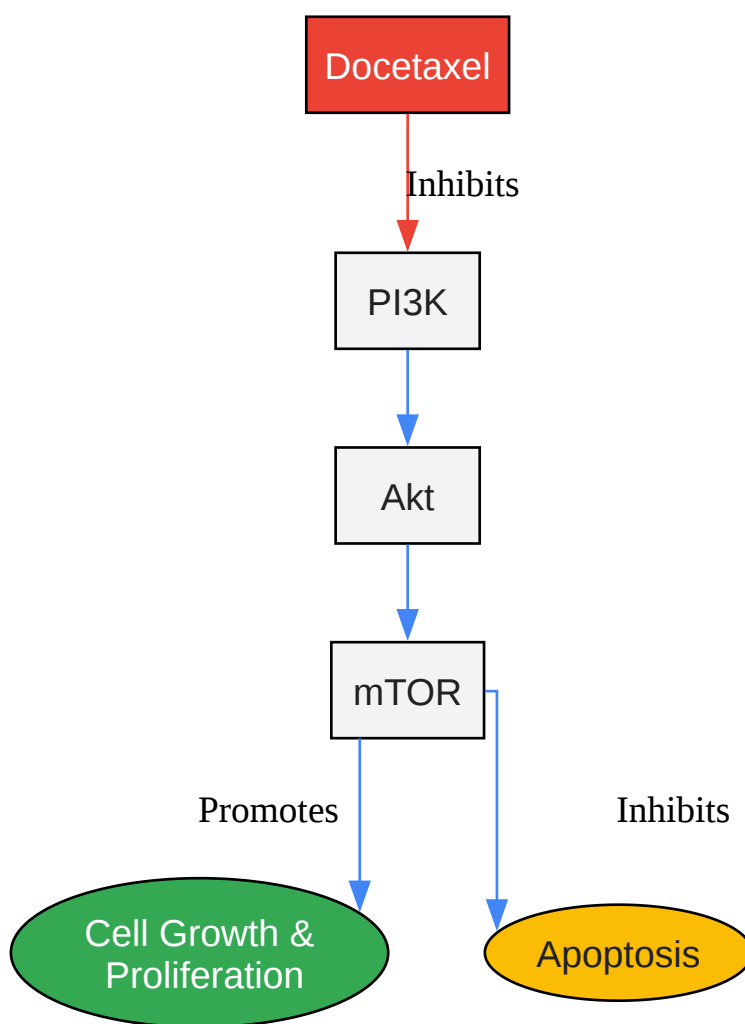 Docetaxel
Inhibits
PI3K
Akt
mTOR
Promotes
Inhibits
Cell Growth &
Proliferation
Apoptosis